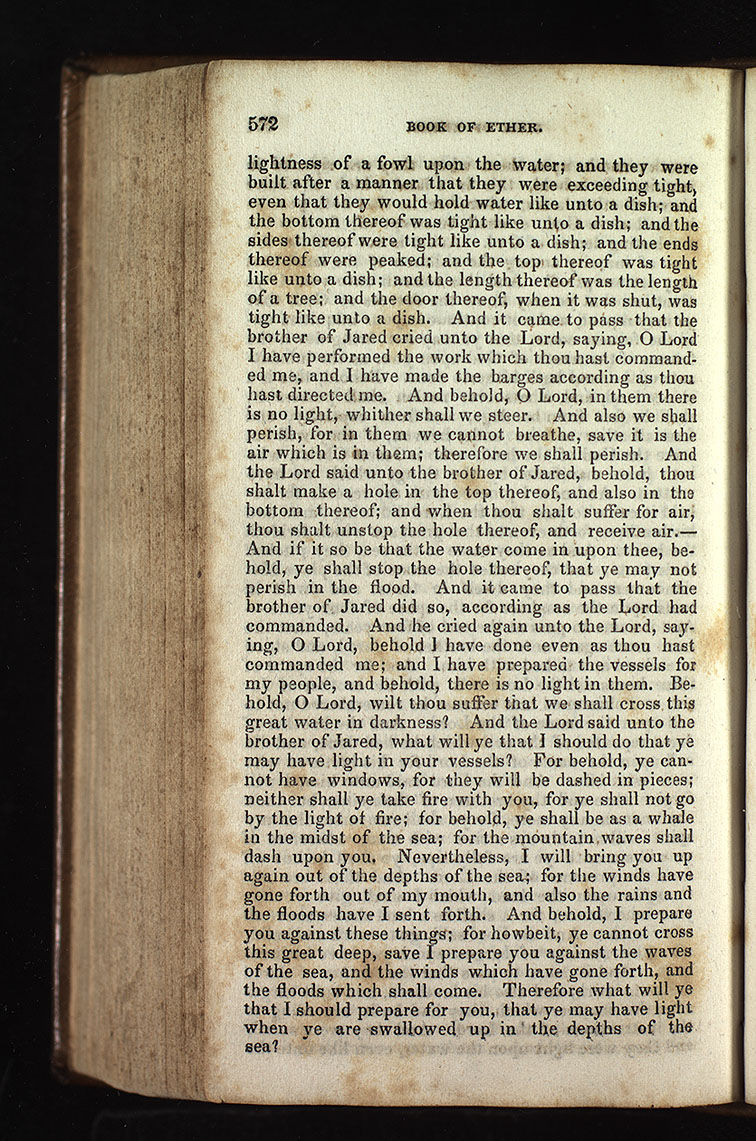 572 BOOK OF ETHER.
lightness of a fowl upon the water; and they were
built after a manner that they were exceeding tight,
even that they would hold water like unto a dish; and
the bottom thereof was tight like unto a dish; and the
sides thereof were tight like unto a dish; and the ends
thereof were peaked; and the top thereof was tight
like unto a dish; and the length thereof was the length
of a tree; and the door thereof, when it was shut, was
tight like unto a dish. And it came to pass that the
brother of Jared cried unto the Lord, saying, O Lord
I have performed the work which thou hast command-
ed me, and I have made the barges according as thou
hast directed me. And behold, O Lord, in them there
is no light, whither shall we steer. And also we shall
perish, for in them we cannot breathe, save it is the
air which is in them; therefore we shall perish. And
the Lord said unto the brother of Jared, behold, thou
shalt make a hole in the top thereof, and also in the
bottom thereof; and when thou shalt suffer for air,
thou shalt unstop the hole thereof, and receive air.—
And if it so be that the water come in upon thee, be-
hold, ye shall stop the hole thereof, that ye may not
perish in the flood. And it came to pass that the
brother of Jared did so, according as the Lord had
commanded. And he cried again unto the Lord, say-
ing, O Lord, behold I have done even as thou hast
commanded me; and I have prepared the vessels for
my people, and behold, there is no light in them. Be-
hold, O Lord, wilt thou suffer that we shall cross this
great water in darkness? And the Lord said unto the
brother of Jared, what will ye that I should do that ye
may have light in your vessels? For behold, ye can-
not have windows, for they will be dashed in pieces;
neither shall ye take fire with you, for ye shall not go
by the light of fire; for behold, ye shall be as a whale
in the midst of the sea; for the mountain waves shall
dash upon you. Nevertheless, I will bring you up
again out of the depths of the sea; for the winds have
gone forth out of my mouth, and also the rains and
the floods have I sent forth. And behold, I prepare
you against these things; for howbeit, ye cannot cross
this great deep, save I prepare you against the waves
of the sea, and the winds which have gone forth, and
the floods which shall come. Therefore what will ye
that I should prepare for you, that ye may have light
when ye are swallowed up in the depths of the
sea?